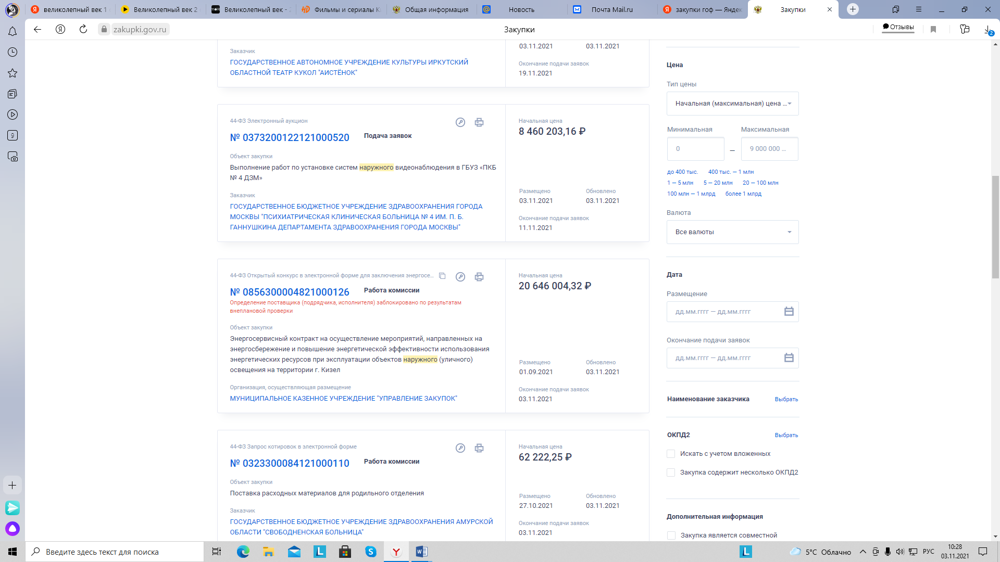 великолепный век 1
Великолепный век 2
Великолепный век -
Фильмы и сериалы
Общая информация
Новость
Почта Mail.ru
закупки гоф — Яндек
Закупки
zakupki.gov.ru
Закупки
Отзывы
2
9
Заказчик
ГОСУДАРСТВЕННОЕ АВТОНОМНОЕ УЧРЕЖДЕНИЕ КУЛЬТУРЫ ИРКУТСКИЙ
ОБЛАСТНОЙ ТЕАТР КУКОЛ "АИСТЁНОК"
03.11.2021 03.11.2021
Окончание подачи заявок
19.11.2021
44-ФЗ Электронный аукцион
№ 0373200122121000520 Подача заявок
Объект закупки
Выполнение работ по установке систем наружного видеонаблюдения в ГБУЗ «ПКБ
№ 4 ДЗМ»
Заказчик
ГОСУДАРСТВЕННОЕ БЮДЖЕТНОЕ УЧРЕЖДЕНИЕ ЗДРАВООХРАНЕНИЯ ГОРОДА
МОСКВЫ "ПСИХИАТРИЧЕСКАЯ КЛИНИЧЕСКАЯ БОЛЬНИЦА № 4 ИМ. П. Б.
ГАННУШКИНА ДЕПАРТАМЕНТА ЗДРАВООХРАНЕНИЯ ГОРОДА МОСКВЫ"
Начальная цена
8 460 203,16 ₽
Размещено Обновлено
03.11.2021 03.11.2021
Окончание подачи заявок
11.11.2021
44-ФЗ Открытый конкурс в электронной форме для заключения энергосе...
№ 0856300004821000126 Работа комиссии
Определение поставщика (подрядчика, исполнителя) заблокировано по результатам
внеплановой проверки
Объект закупки
Энергосервисный контракт на осуществление мероприятий, направленных на
энергосбережение и повышение энергетической эффективности использования
энергетических ресурсов при эксплуатации объектов наружного (уличного)
освещения на территории г. Кизел
Организация, осуществляющая размещение
МУНИЦИПАЛЬНОЕ КАЗЕННОЕ УЧРЕЖДЕНИЕ "УПРАВЛЕНИЕ ЗАКУПОК"
Начальная цена
20 646 004,32 ₽
Размещено Обновлено
01.09.2021 03.11.2021
Окончание подачи заявок
03.11.2021
44-ФЗ Запрос котировок в электронной форме
№ 0323300084121000110 Работа комиссии
Объект закупки
Поставка расходных материалов для родильного отделения
Заказчик
ГОСУДАРСТВЕННОЕ БЮДЖЕТНОЕ УЧРЕЖДЕНИЕ ЗДРАВООХРАНЕНИЯ АМУРСКОЙ
ОБЛАСТИ "СВОБОДНЕНСКАЯ БОЛЬНИЦА"
Начальная цена
62 222,25 ₽
Размещено Обновлено
27.10.2021 03.11.2021
Окончание подачи заявок
03.11.2021
Цена
Тип цены
Начальная (максимальная) цена ...
Минимальная Максимальная
0 – 9 000 000 ...
до 400 тыс. 400 тыс. — 1 млн
1 — 5 млн 5 — 20 млн 20 — 100 млн
100 млн — 1 млрд более 1 млрд
Валюта
Все валюты
Дата
Размещение
дд.мм.гггг — дд.мм.гггг
Окончание подачи заявок
дд.мм.гггг — дд.мм.гггг
Наименование заказчика Выбрать
ОКПД2 Выбрать
Искать с учетом вложенных
Закупка содержит несколько ОКПД2
Дополнительная информация
Закупка является совместной
Введите здесь текст для поиска
5°C Облачно
РУС
10:28
03.11.2021